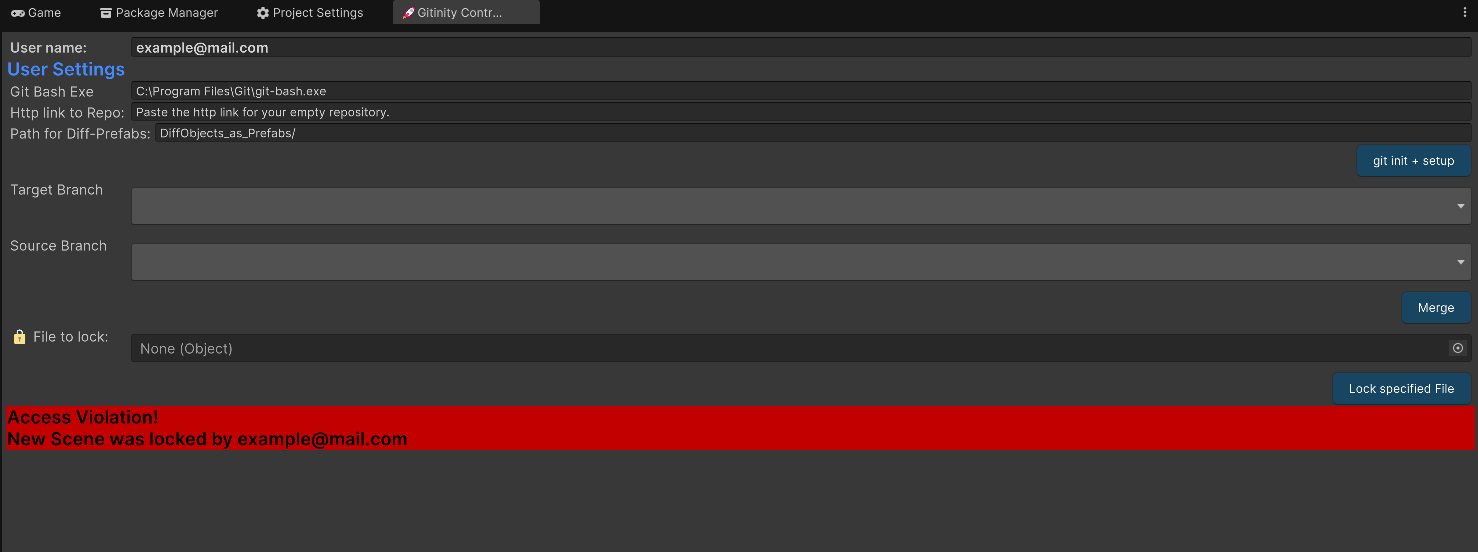 Game Package Manager Project Settings Gitinity Contr...
User name: example@mail.com
User Settings
Git Bash Exe C:\Program Files\Git\git-bash.exe
Http link to Repo: Paste the http link for your empty repository.
Path for Diff-Prefabs: DiffObjects_as_Prefabs/
git init + setup
Target Branch
Source Branch
Merge
File to lock: None (Object)
Lock specified File
Access Violation!
New Scene was locked by example@mail.com